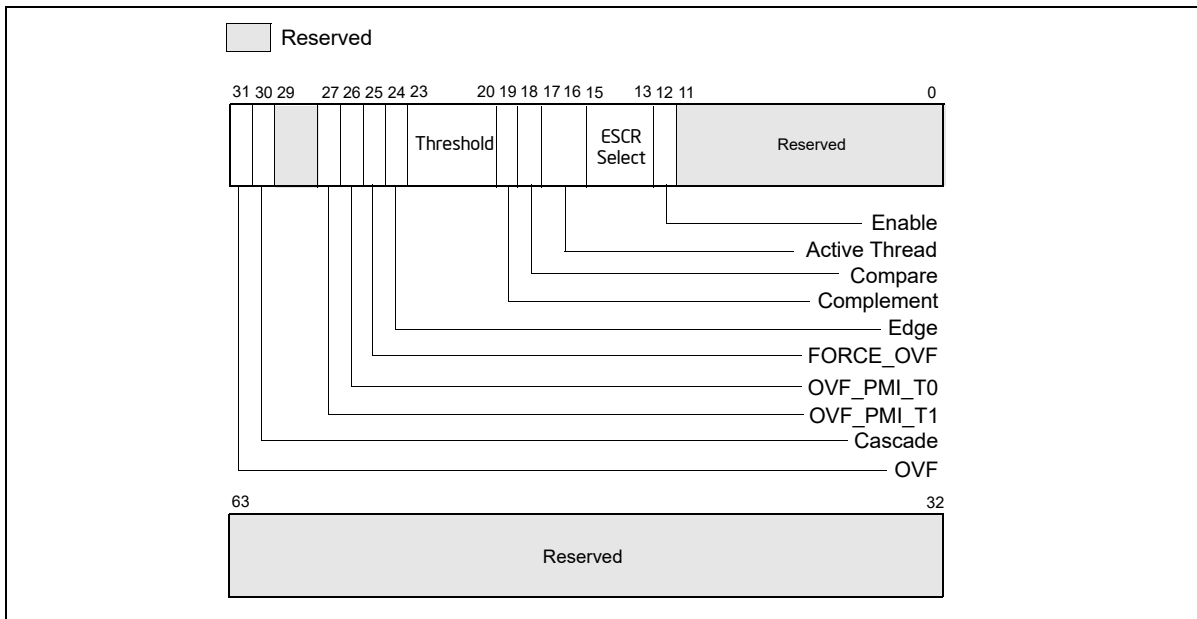 Reserved
31 30 29 27 26 25 24 23 20 19 18 17 16 15 13 12 11 0
Threshold
ESCR
Select
Reserved
Enable
Active Thread
Compare
Complement
Edge
FORCE_OVF
OVF_PMI_T0
OVF_PMI_T1
Cascade
OVF
63 32
Reserved